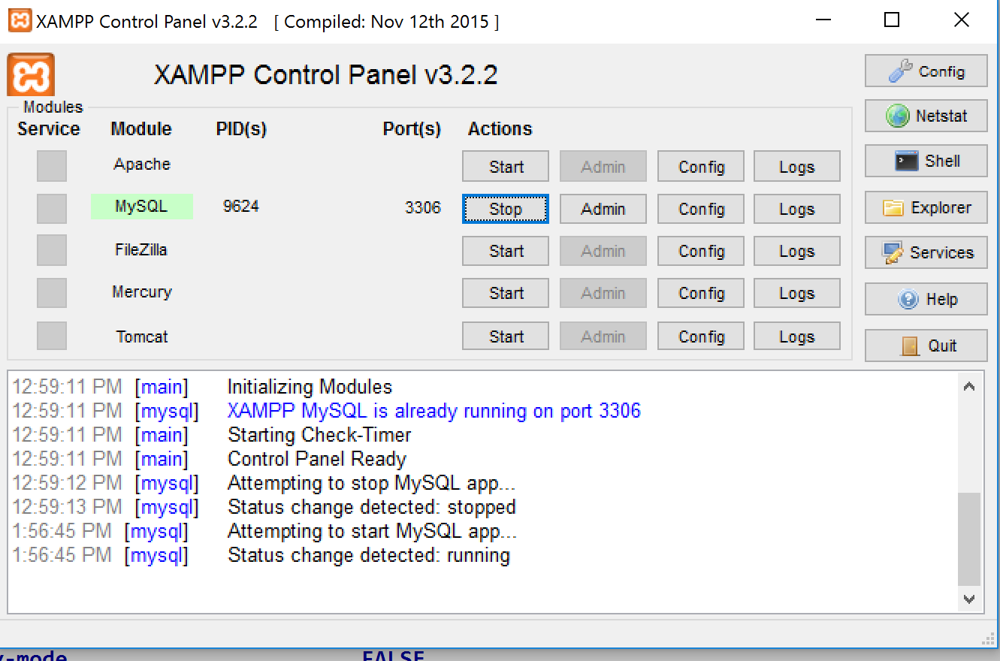 XAMPP Control Panel v3.2.2 [ Compiled: Nov 12th 2015 ]
XAMPP Control Panel v3.2.2
Config
Modules
Service Module PID(s) Port(s) Actions
Netstat
Apache Start Admin Config Logs
Shell
MySQL 9624 3306 Stop Admin Config Logs
Explorer
FileZilla Start Admin Config Logs
Services
Mercury Start Admin Config Logs
Help
Tomcat Start Admin Config Logs
Quit
12:59:11 PM [main] Initializing Modules
12:59:11 PM [mysql] XAMPP MySQL is already running on port 3306
12:59:11 PM [main] Starting Check-Timer
12:59:11 PM [main] Control Panel Ready
12:59:12 PM [mysql] Attempting to stop MySQL app...
12:59:13 PM [mysql] Status change detected: stopped
1:56:45 PM [mysql] Attempting to start MySQL app...
1:56:45 PM [mysql] Status change detected: running
-mode FALSE